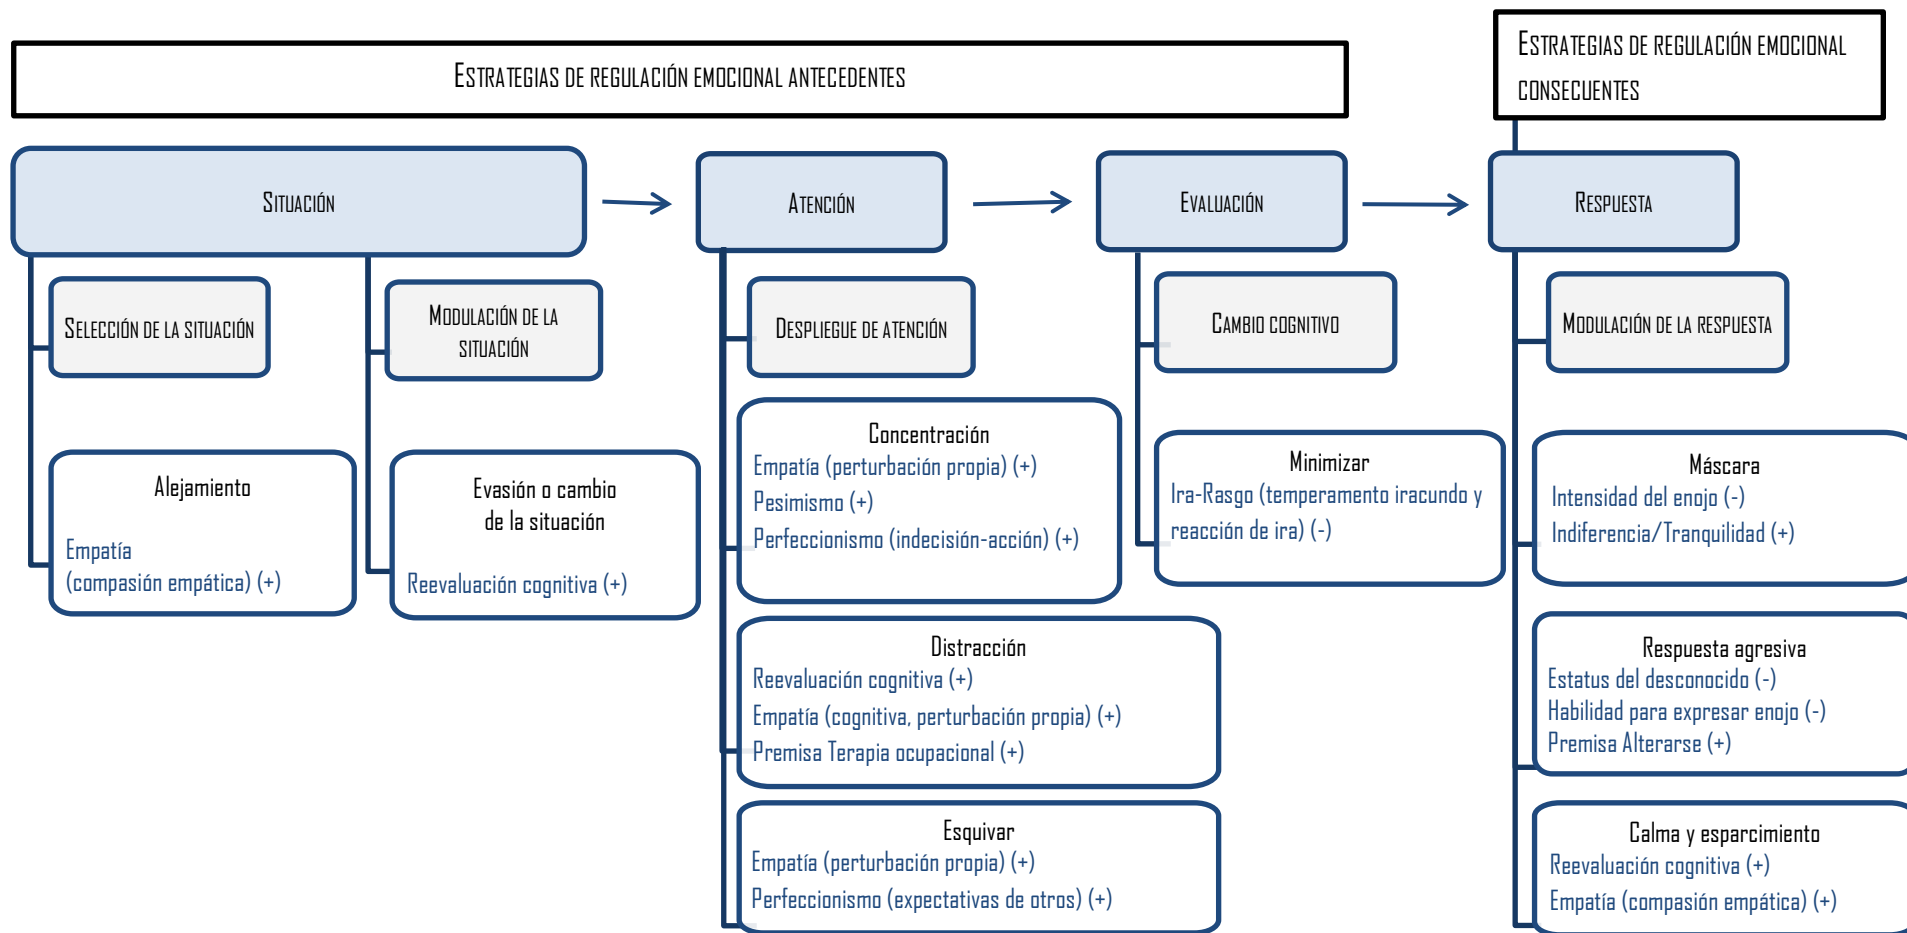 ESTRATEGIAS DE REGULACIÓN EMOCIONAL ANTECEDENTES
ESTRATEGIAS DE REGULACIÓN EMOCIONAL
CONSECUENTES
SITUACIÓN
ATENCIÓN
EVALUACIÓN
RESPUESTA
SELECCIÓN DE LA SITUACIÓN
MODULACIÓN DE LA
SITUACIÓN
DESPLIEGUE DE ATENCIÓN
CAMBIO COGNITIVO
MODULACIÓN DE LA RESPUESTA
Alejamiento
Empatía
(compasión empática) (+)
Evasión o cambio
de la situación
Reevaluación cognitiva (+)
Concentración
Empatía (perturbación propia) (+)
Pesimismo (+)
Perfeccionismo (indecisión-acción) (+)
Distracción
Reevaluación cognitiva (+)
Empatía (cognitiva, perturbación propia) (+)
Premisa Terapia ocupacional (+)
Esquivar
Empatía (perturbación propia) (+)
Perfeccionismo (expectativas de otros) (+)
Minimizar
Ira-Rasgo (temperamento iracundo y
reacción de ira) (-)
Máscara
Intensidad del enojo (-)
Indiferencia/Tranquilidad (+)
Respuesta agresiva
Estatus del desconocido (-)
Habilidad para expresar enojo (-)
Premisa Alterarse (+)
Calma y esparcimiento
Reevaluación cognitiva (+)
Empatía (compasión empática) (+)